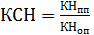 КСН = КНпп / КНоп